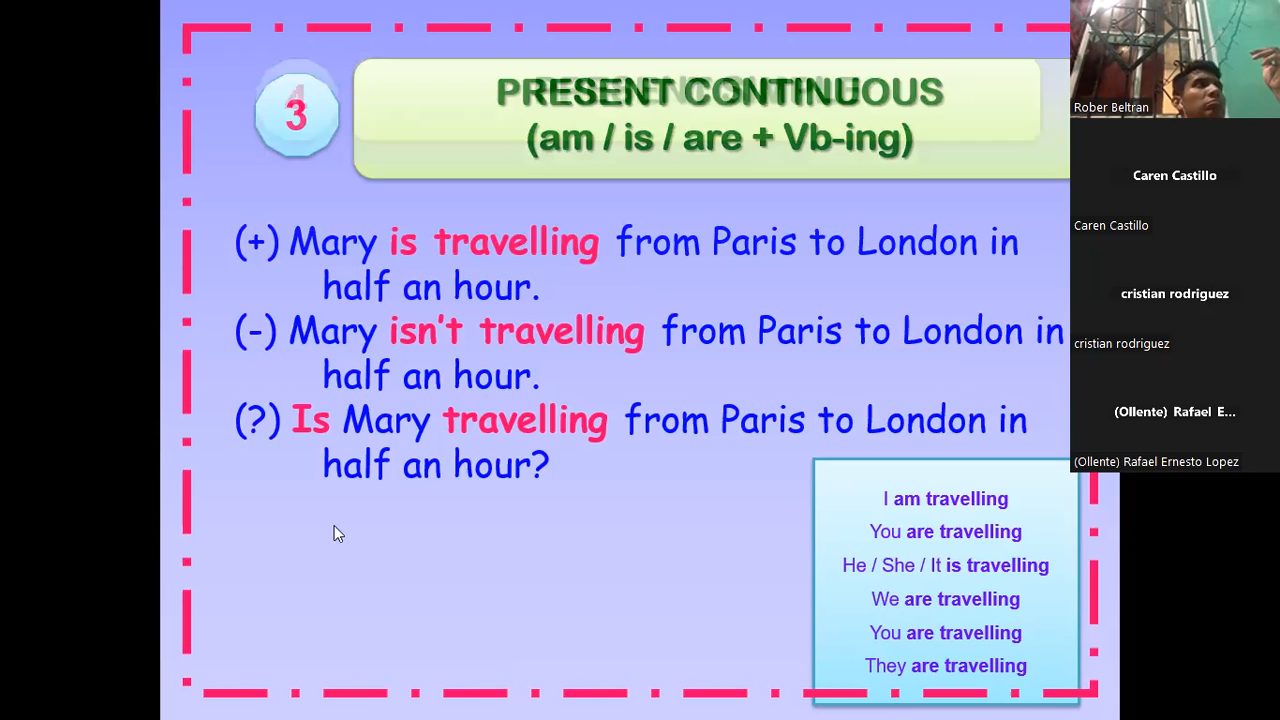 3
PRESENT CONTINUOUS
(am / is / are + Vb-ing)
(+) Mary is travelling from Paris to London in
half an hour.
(-) Mary isn't travelling from Paris to London in
half an hour.
(?) Is Mary travelling from Paris to London in
half an hour?
I am travelling
You are travelling
He / She / It is travelling
We are travelling
You are travelling
They are travelling
Rober Beltran
Caren Castillo
Caren Castillo
cristian rodriguez
cristian rodriguez
(Ollente) Rafael E...
(Ollente) Rafael Ernesto Lopez